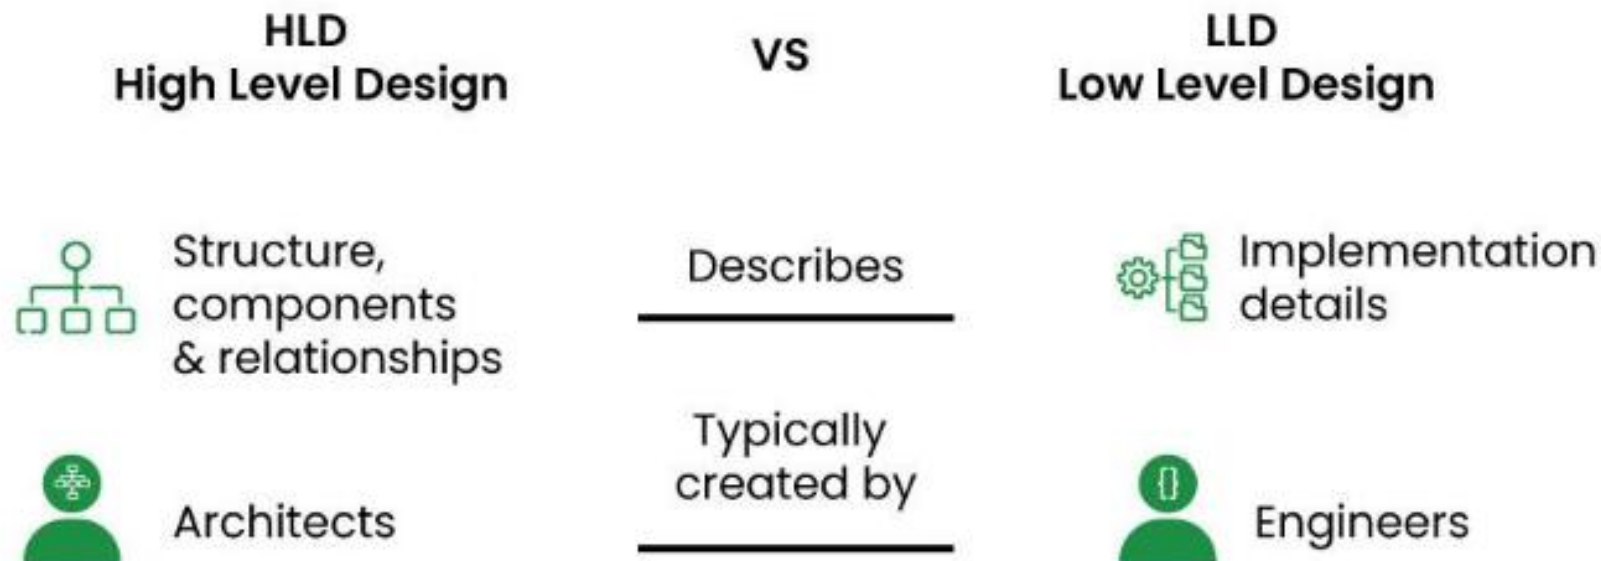 HLD
High Level Design
VS
LLD
Low Level Design
Structure,
components
& relationships
Describes
Implementation
details
Architects
Typically
created by
Engineers
{}